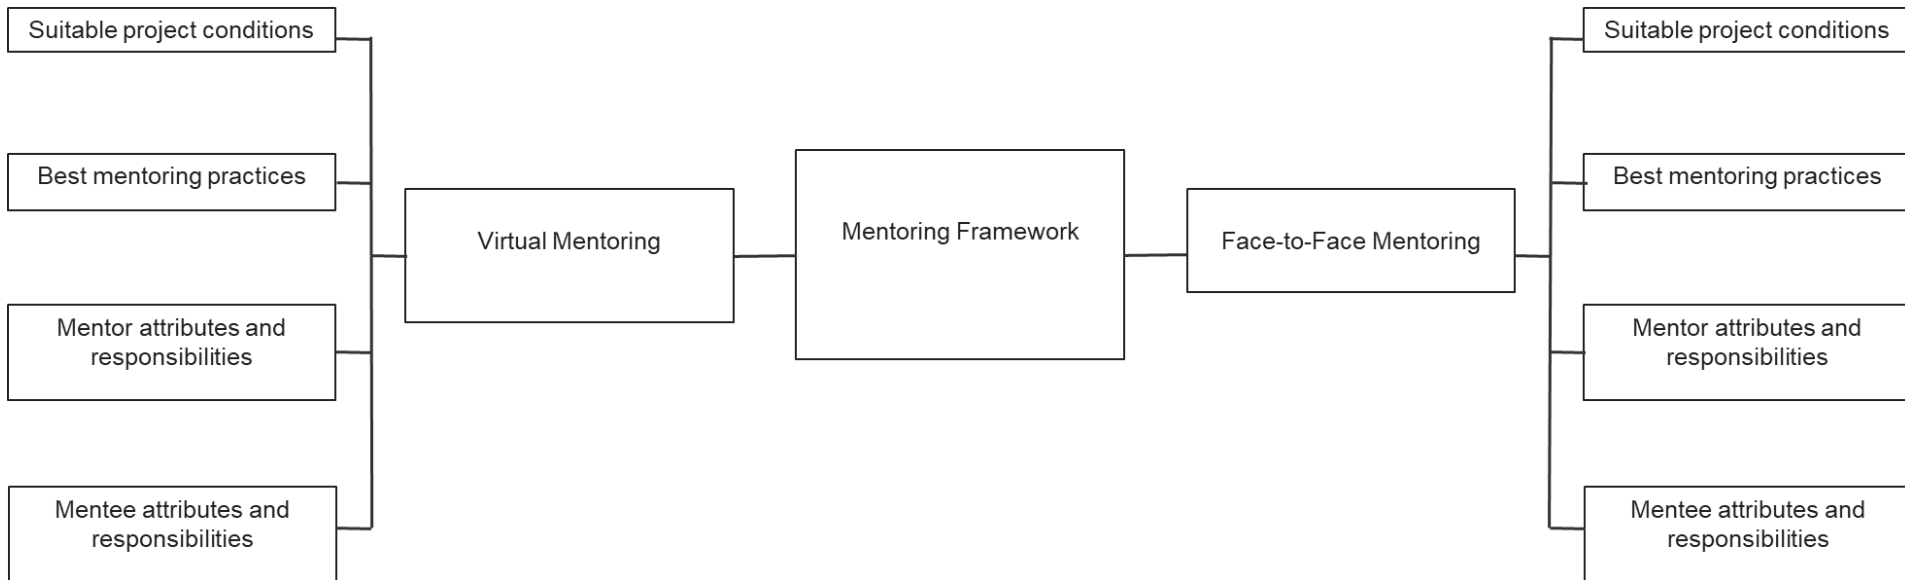 Suitable project conditions
Best mentoring practices
Mentor attributes and
responsibilities
Mentee attributes and
responsibilities
Virtual Mentoring
Mentoring Framework
Face-to-Face Mentoring
Suitable project conditions
Best mentoring practices
Mentor attributes and
responsibilities
Mentee attributes and
responsibilities